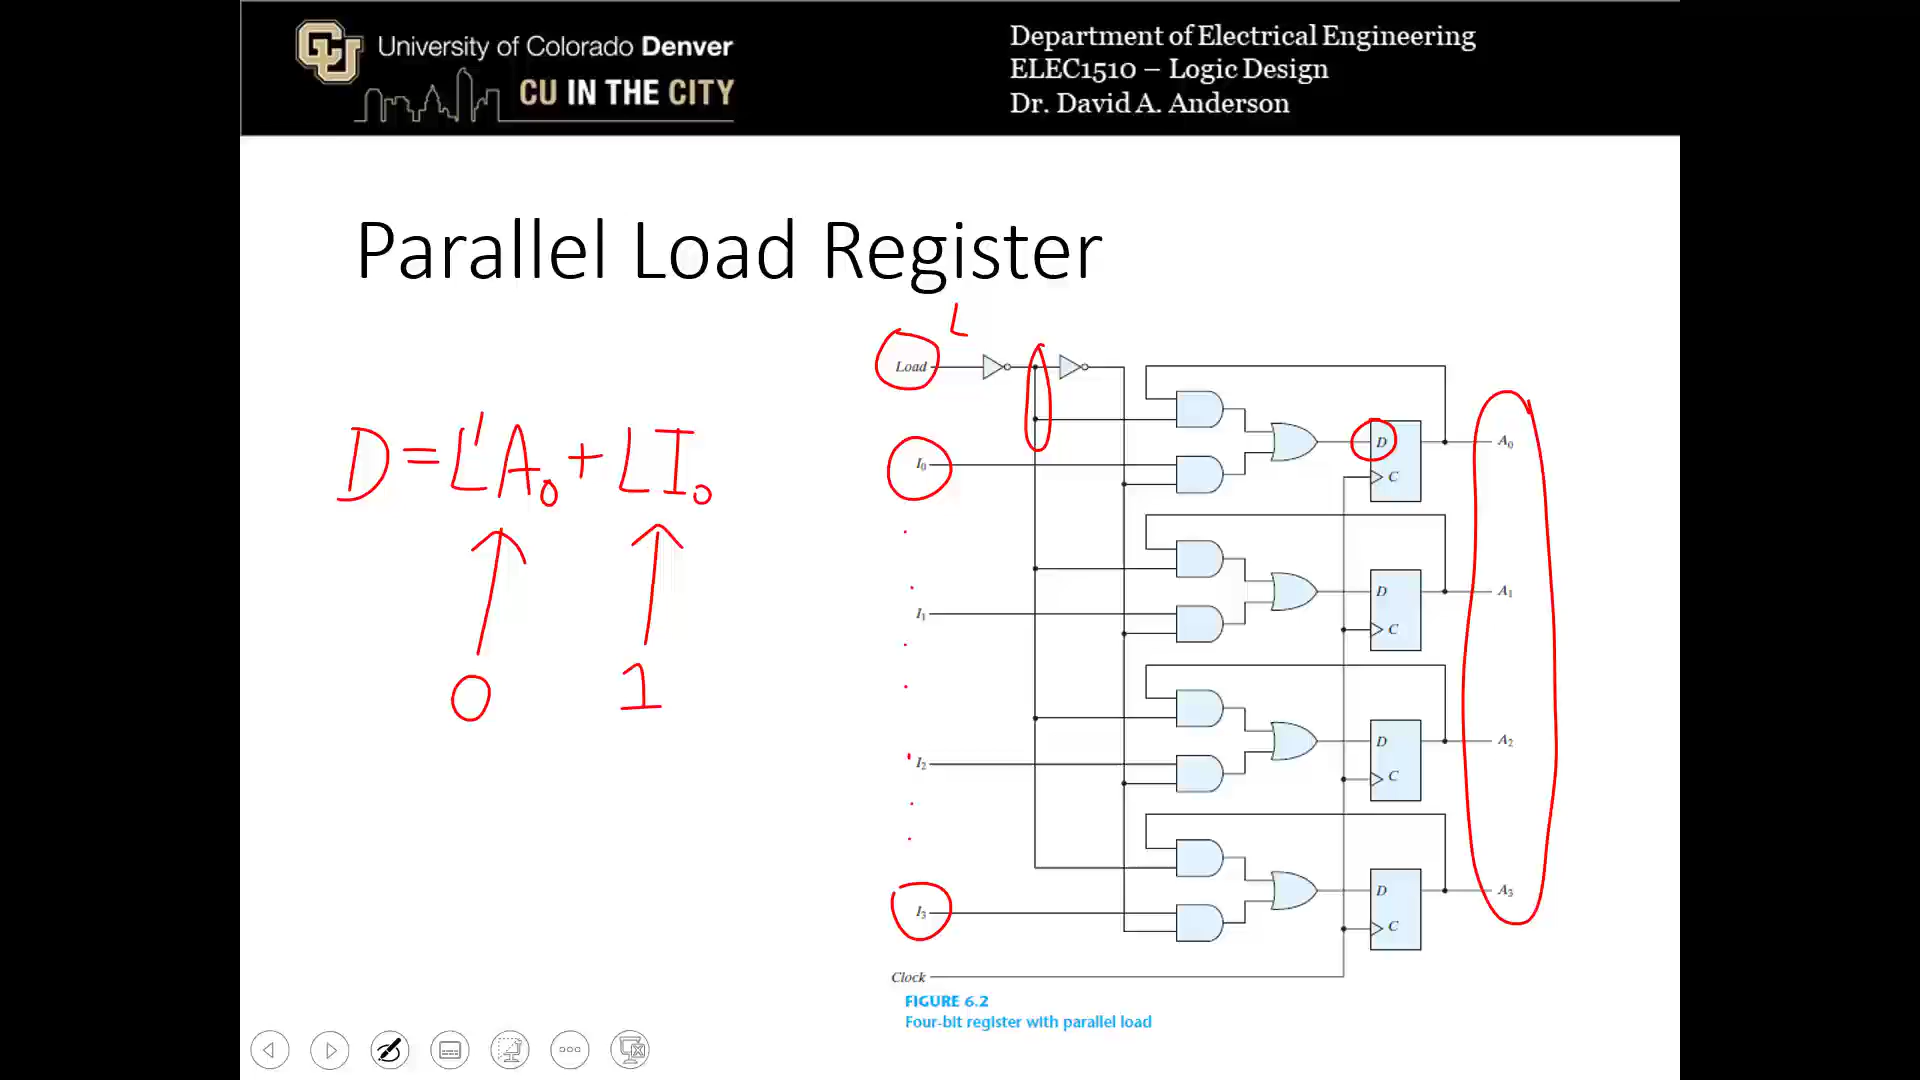 CU
University of Colorado Denver
CU IN THE CITY
Department of Electrical Engineering
ELEC1510 – Logic Design
Dr. David A. Anderson
Parallel Load Register
D = L'A₀ + LI₀
0
1
L
Load
I₀
I₁
I₂
I₃
Clock
D
C
A₀
D
C
A₁
D
C
A₂
D
C
A₃
FIGURE 6.2
Four-bit register with parallel load